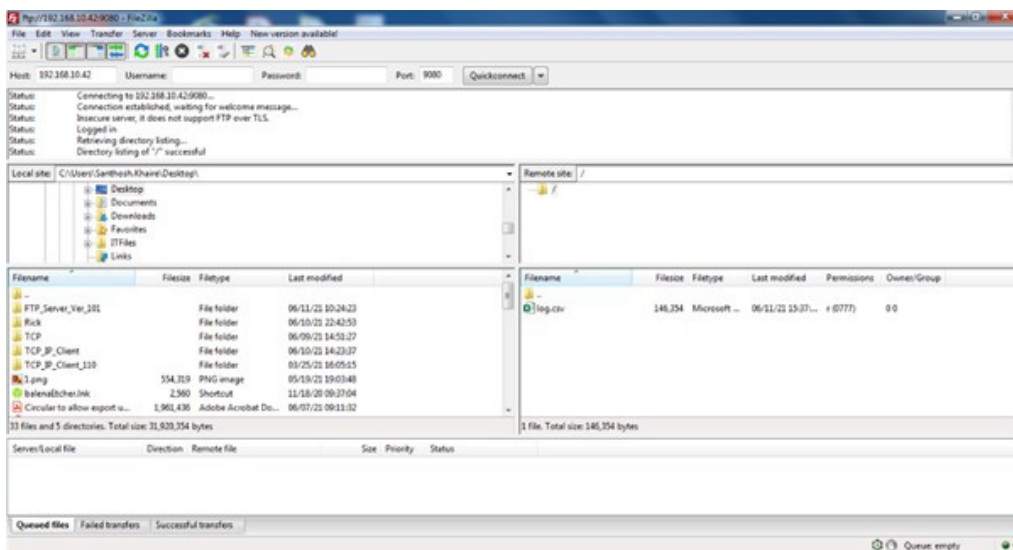 ftp://192.168.10.42:9080 - FileZilla
File Edit View Transfer Server Bookmarks Help New version available!
Host: 192.168.10.42 Username: Password: Port: 9080 Quickconnect
Status: Connecting to 192.168.10.42:9080...
Status: Connection established, waiting for welcome message...
Status: Insecure server, it does not support FTP over TLS.
Status: Logged in
Status: Retrieving directory listing...
Status: Directory listing of "/" successful
Local site: C:\Users\Santhosh.Khaire\Desktop\ Remote site: /
Desktop /
Documents
Downloads
Favorites
ITFiles
Links
Filename Filesize Filetype Last modified Filename Filesize Filetype Last modified Permissions Owner/Group
.. ..
FTP_Server_Ver_101 File folder 06/11/21 10:24:23 log.csv 146,354 Microsoft ... 06/11/21 15:37:... r (0777) 0 0
Rick File folder 06/10/21 22:42:53
TCP File folder 06/09/21 14:51:27
TCP_IP_Client File folder 06/10/21 14:23:37
TCP_IP_Client_110 File folder 03/25/21 16:05:15
1.png 554,319 PNG image 05/19/21 19:03:48
balenaEtcher.lnk 2,560 Shortcut 11/18/20 09:37:04
Circular to allow export u... 1,961,436 Adobe Acrobat Do... 06/07/21 09:11:32
33 files and 5 directories. Total size: 31,920,354 bytes 1 file. Total size: 146,354 bytes
Server/Local file Direction Remote file Size Priority Status
Queued files Failed transfers Successful transfers
Queue: empty